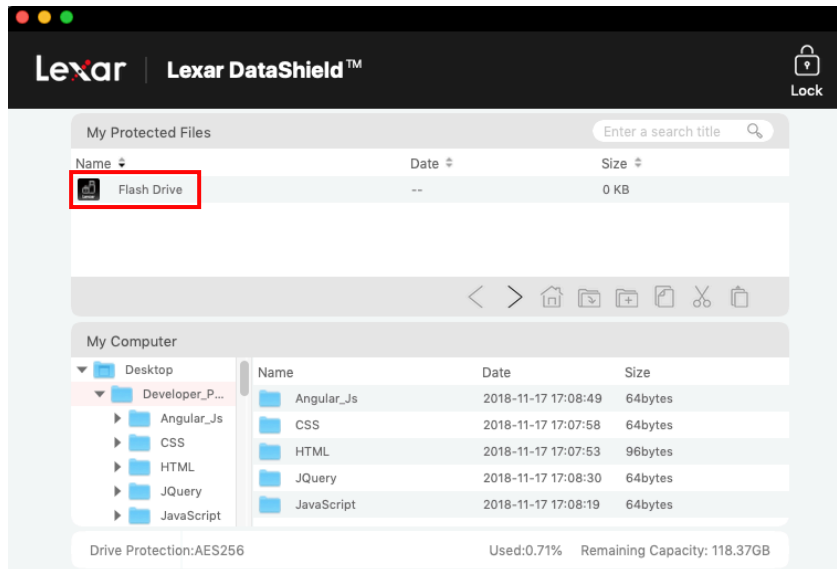 Lexar Lexar DataShield™
Lock
My Protected Files Enter a search title
Name Date Size
Flash Drive -- 0 KB
My Computer
Desktop Name Date Size
Developer_P... Angular_Js 2018-11-17 17:08:49 64bytes
Angular_Js CSS 2018-11-17 17:07:58 64bytes
CSS HTML 2018-11-17 17:07:53 96bytes
HTML JQuery 2018-11-17 17:08:30 64bytes
JQuery JavaScript 2018-11-17 17:08:19 64bytes
JavaScript
Drive Protection:AES256 Used:0.71% Remaining Capacity: 118.37GB